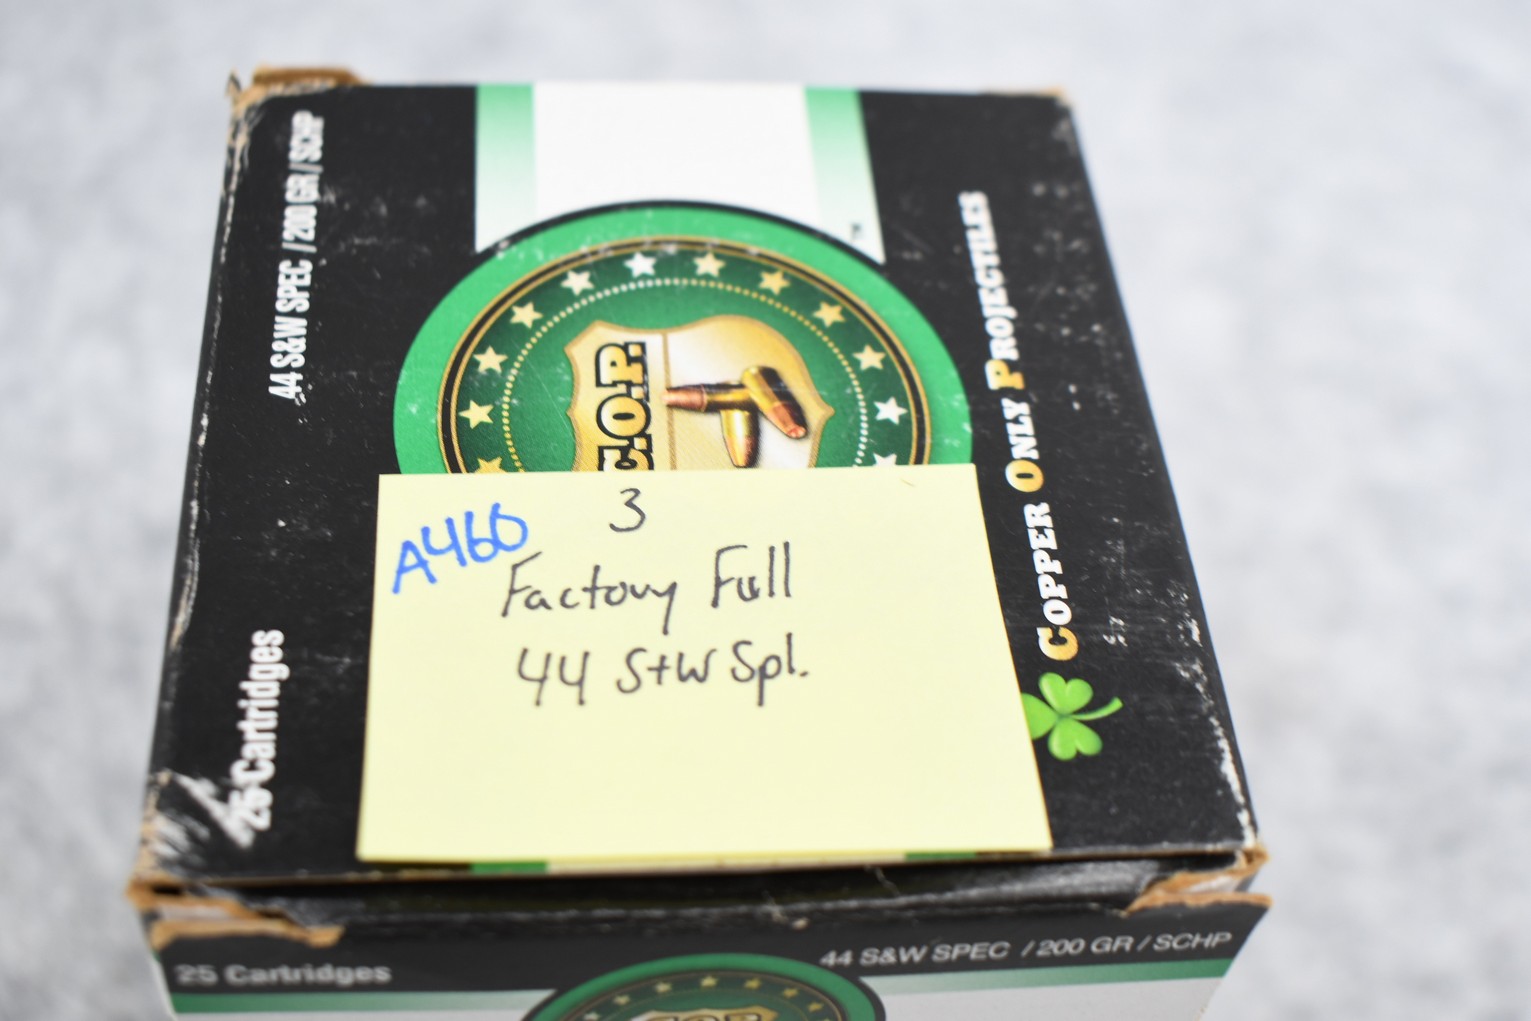 44 S&W SPEC / 200 GR / SCHP
25 Cartridges
™
C.O.P.
COPPER ONLY PROJECTILES
A460
3
Factory Full
44 S+W Spl.
25 Cartridges
44 S&W SPEC / 200 GR / SCHP
C.O.P.